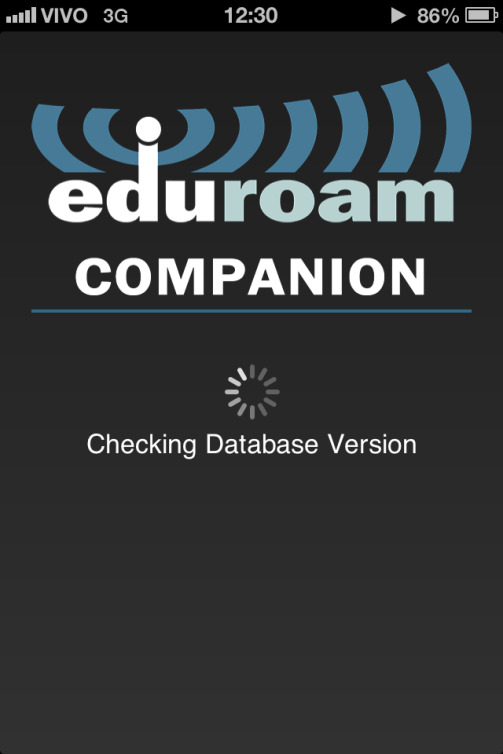 VIVO 3G 12:30 86%
eduroam
COMPANION
Checking Database Version